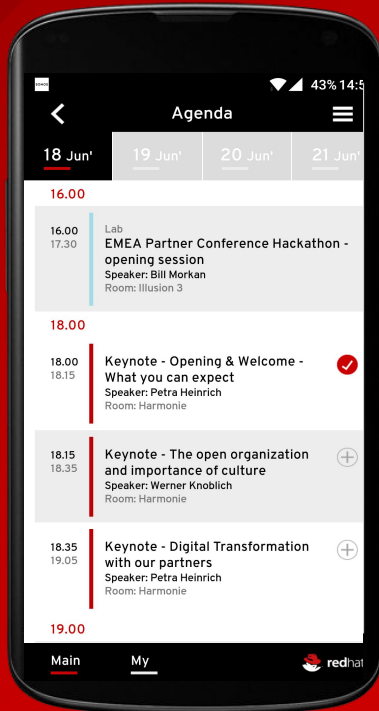 43% 14:5
Agenda
18 Jun'
19 Jun'
20 Jun'
21 Jun'
16.00
16.00
17.30
Lab
EMEA Partner Conference Hackathon -
opening session
Speaker: Bill Morkan
Room: Illusion 3
18.00
18.00
18.15
Keynote - Opening & Welcome -
What you can expect
Speaker: Petra Heinrich
Room: Harmonie
18.15
18.35
Keynote - The open organization
and importance of culture
Speaker: Werner Knoblich
Room: Harmonie
18.35
19.05
Keynote - Digital Transformation
with our partners
Speaker: Petra Heinrich
Room: Harmonie
19.00
Main
My
redhat